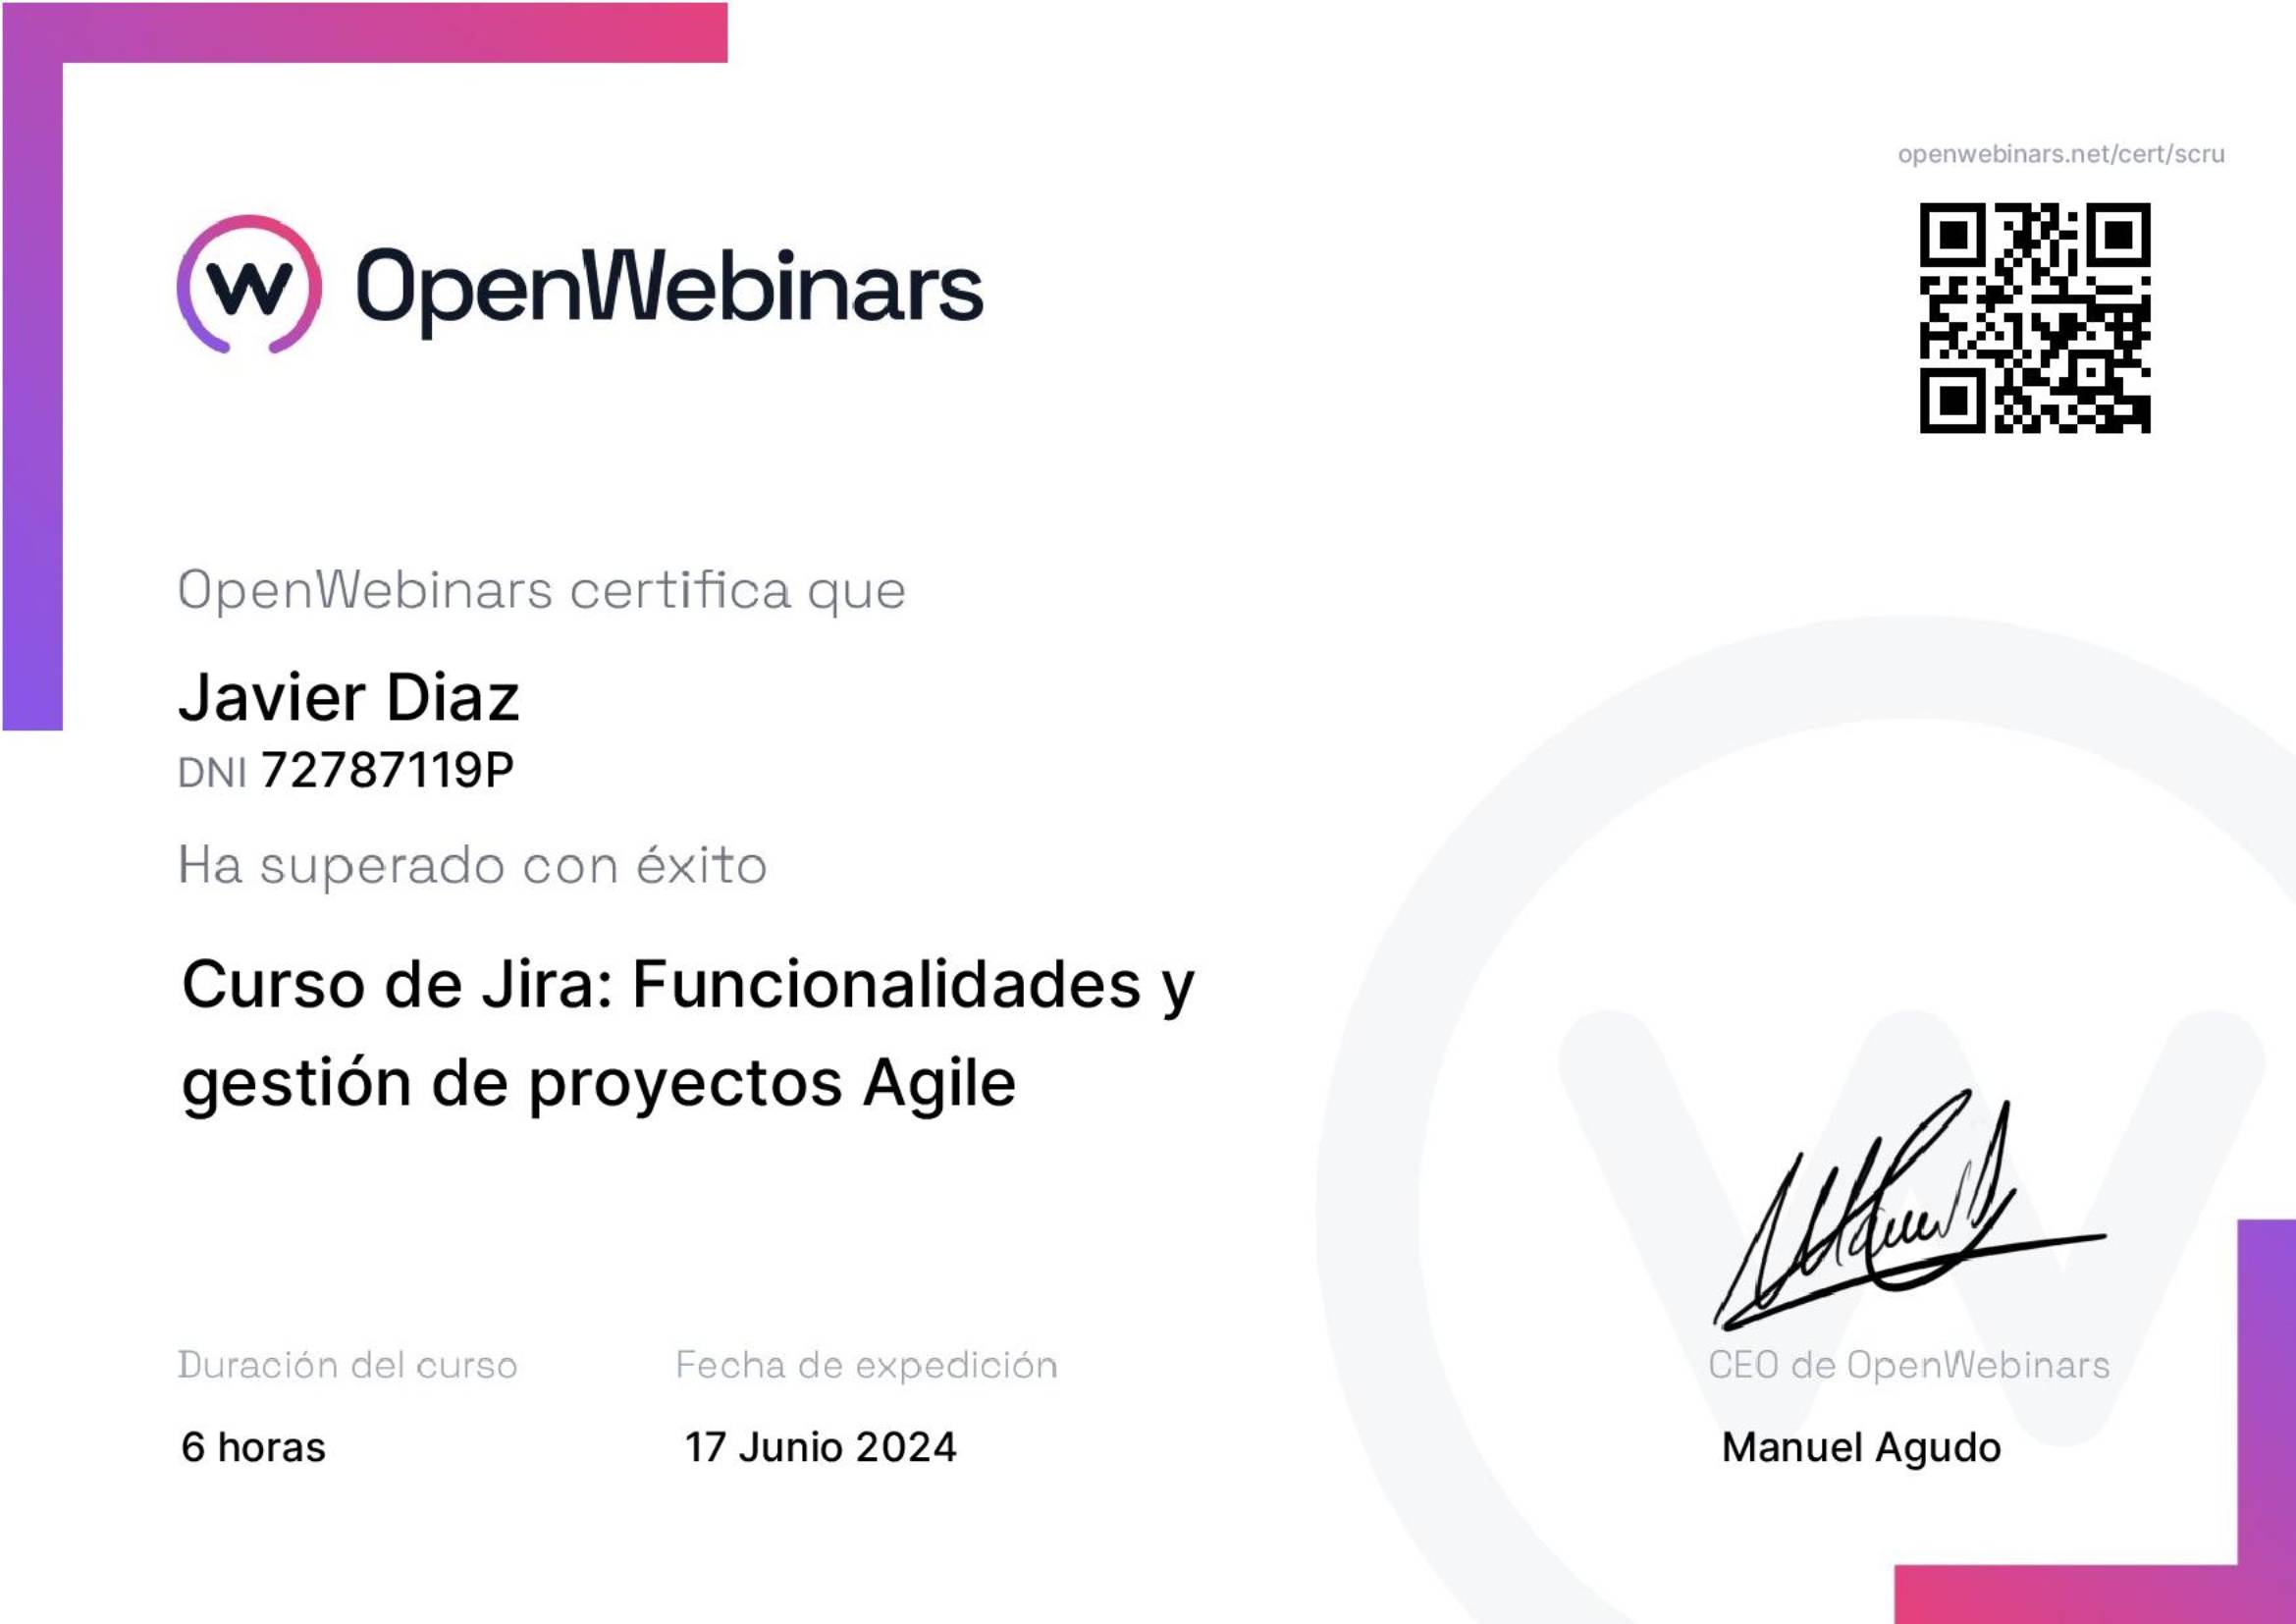 openwebinars.net/cert/scru
OpenWebinars
OpenWebinars certifica que
Javier Diaz
DNI 72787119P
Ha superado con éxito
Curso de Jira: Funcionalidades y
gestión de proyectos Agile
Duración del curso
6 horas
Fecha de expedición
17 Junio 2024
CEO de OpenWebinars
Manuel Agudo